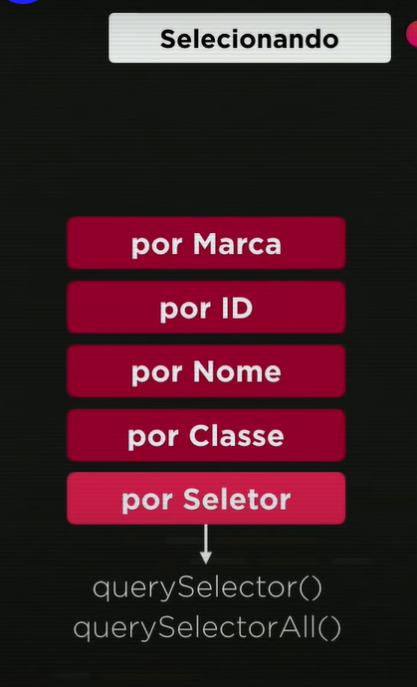 Selecionando
por Marca
por ID
por Nome
por Classe
por Seletor
querySelector()
querySelectorAll()